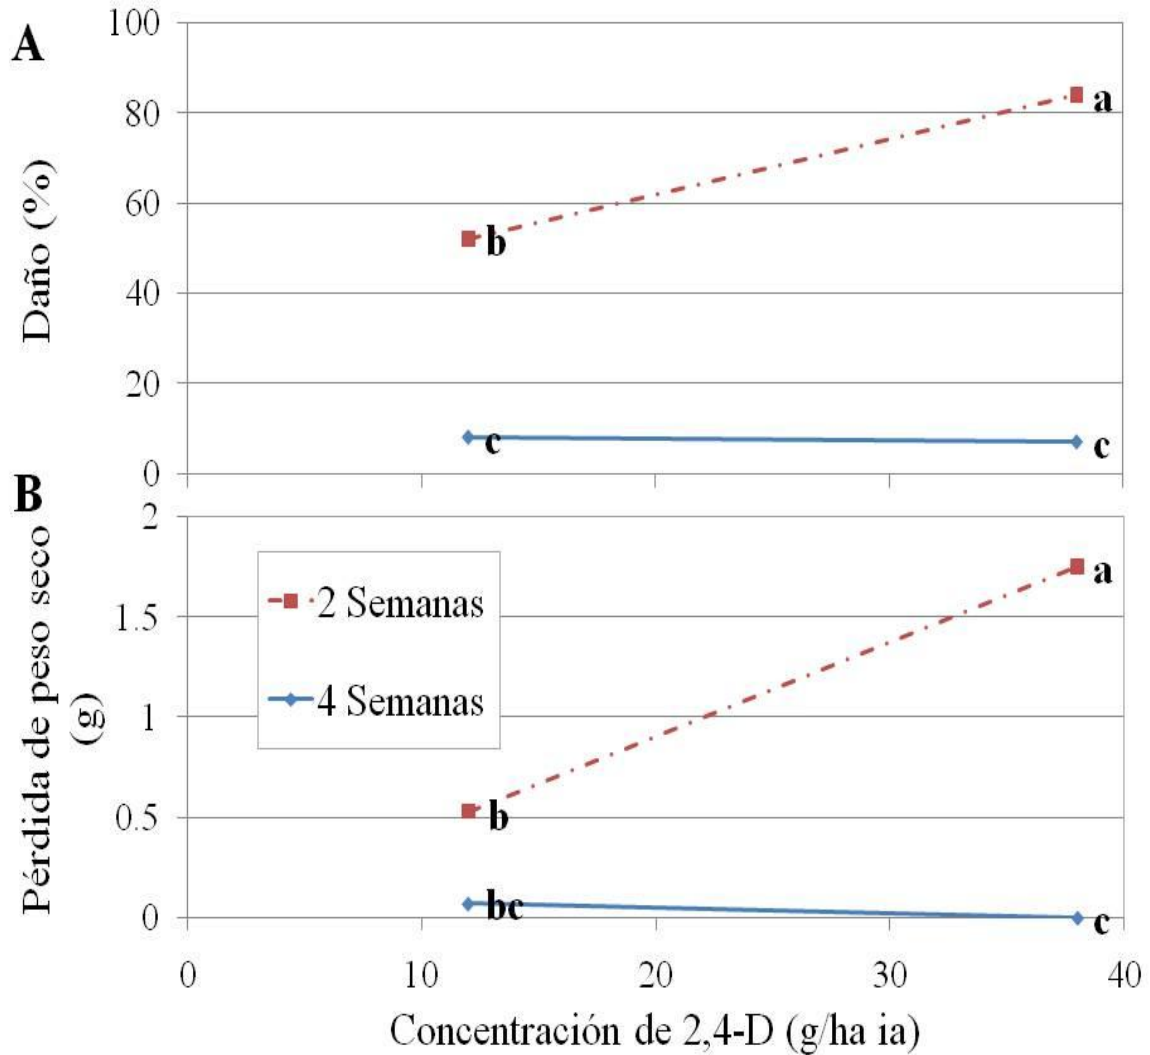 A
Daño (%)
100
80
60
40
20
0
a
b
c
c
B
Pérdida de peso seco
(g)
2
1.5
1
0.5
0
2 Semanas
4 Semanas
a
b
bc
c
0 10 20 30 40
Concentración de 2,4-D (g/ha ia)